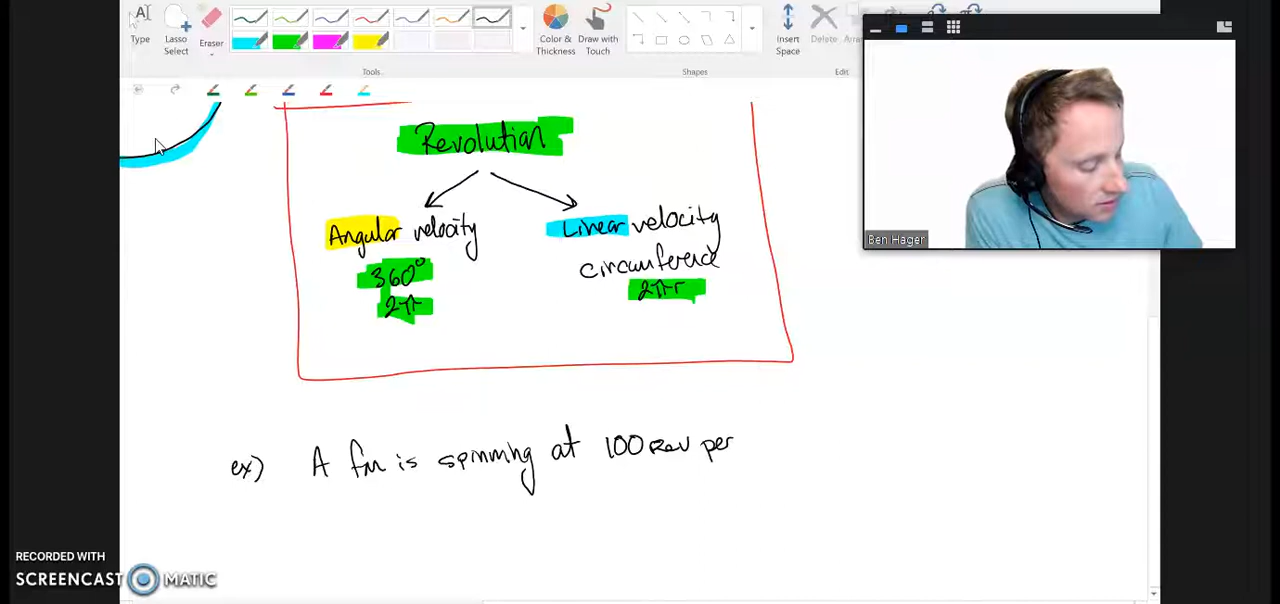 Type
Lasso Select
Eraser
Color & Thickness
Draw with Touch
Insert Space
Delete
Tools
Shapes
Edit
Ben Hager
Revolution
Angular velocity
Linear velocity
360°
circumference
2π
2πr
ex) A fan is spinning at 100 Rev per
RECORDED WITH
SCREENCAST MATIC